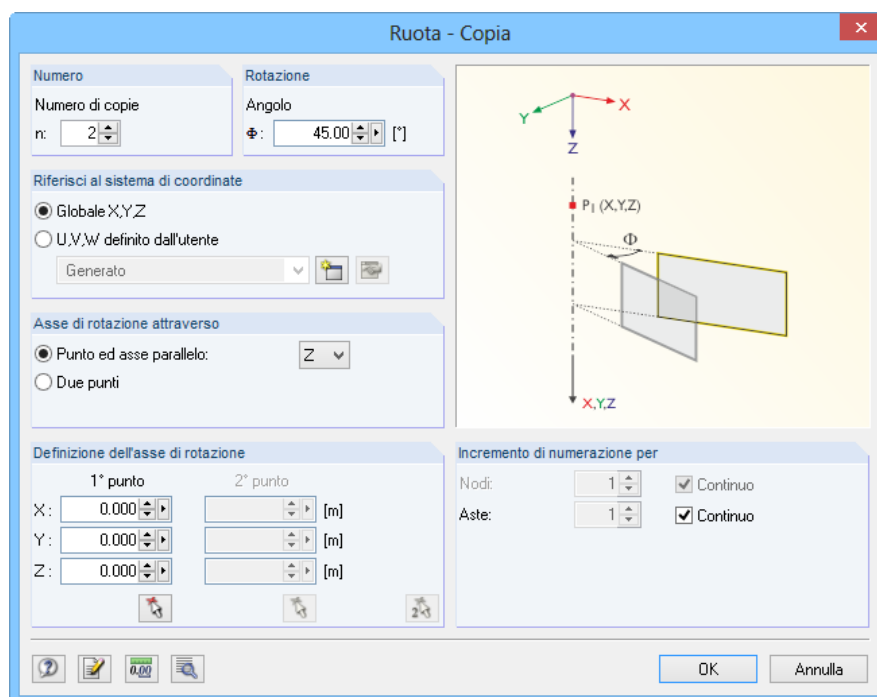 Ruota - Copia
Numero
Numero di copie
n: 2
Rotazione
Angolo
Φ: 45.00 [°]
Riferisci al sistema di coordinate
Globale X,Y,Z
U,V,W definito dall'utente
Generato
Asse di rotazione attraverso
Punto ed asse parallelo: Z
Due punti
X
Y
Z
P1 (X,Y,Z)
Φ
X,Y,Z
Definizione dell'asse di rotazione
1° punto 2° punto
X: 0.000 [m]
Y: 0.000 [m]
Z: 0.000 [m]
2
Incremento di numerazione per
Nodi: 1 Continuo
Aste: 1 Continuo
0.00
OK Annulla